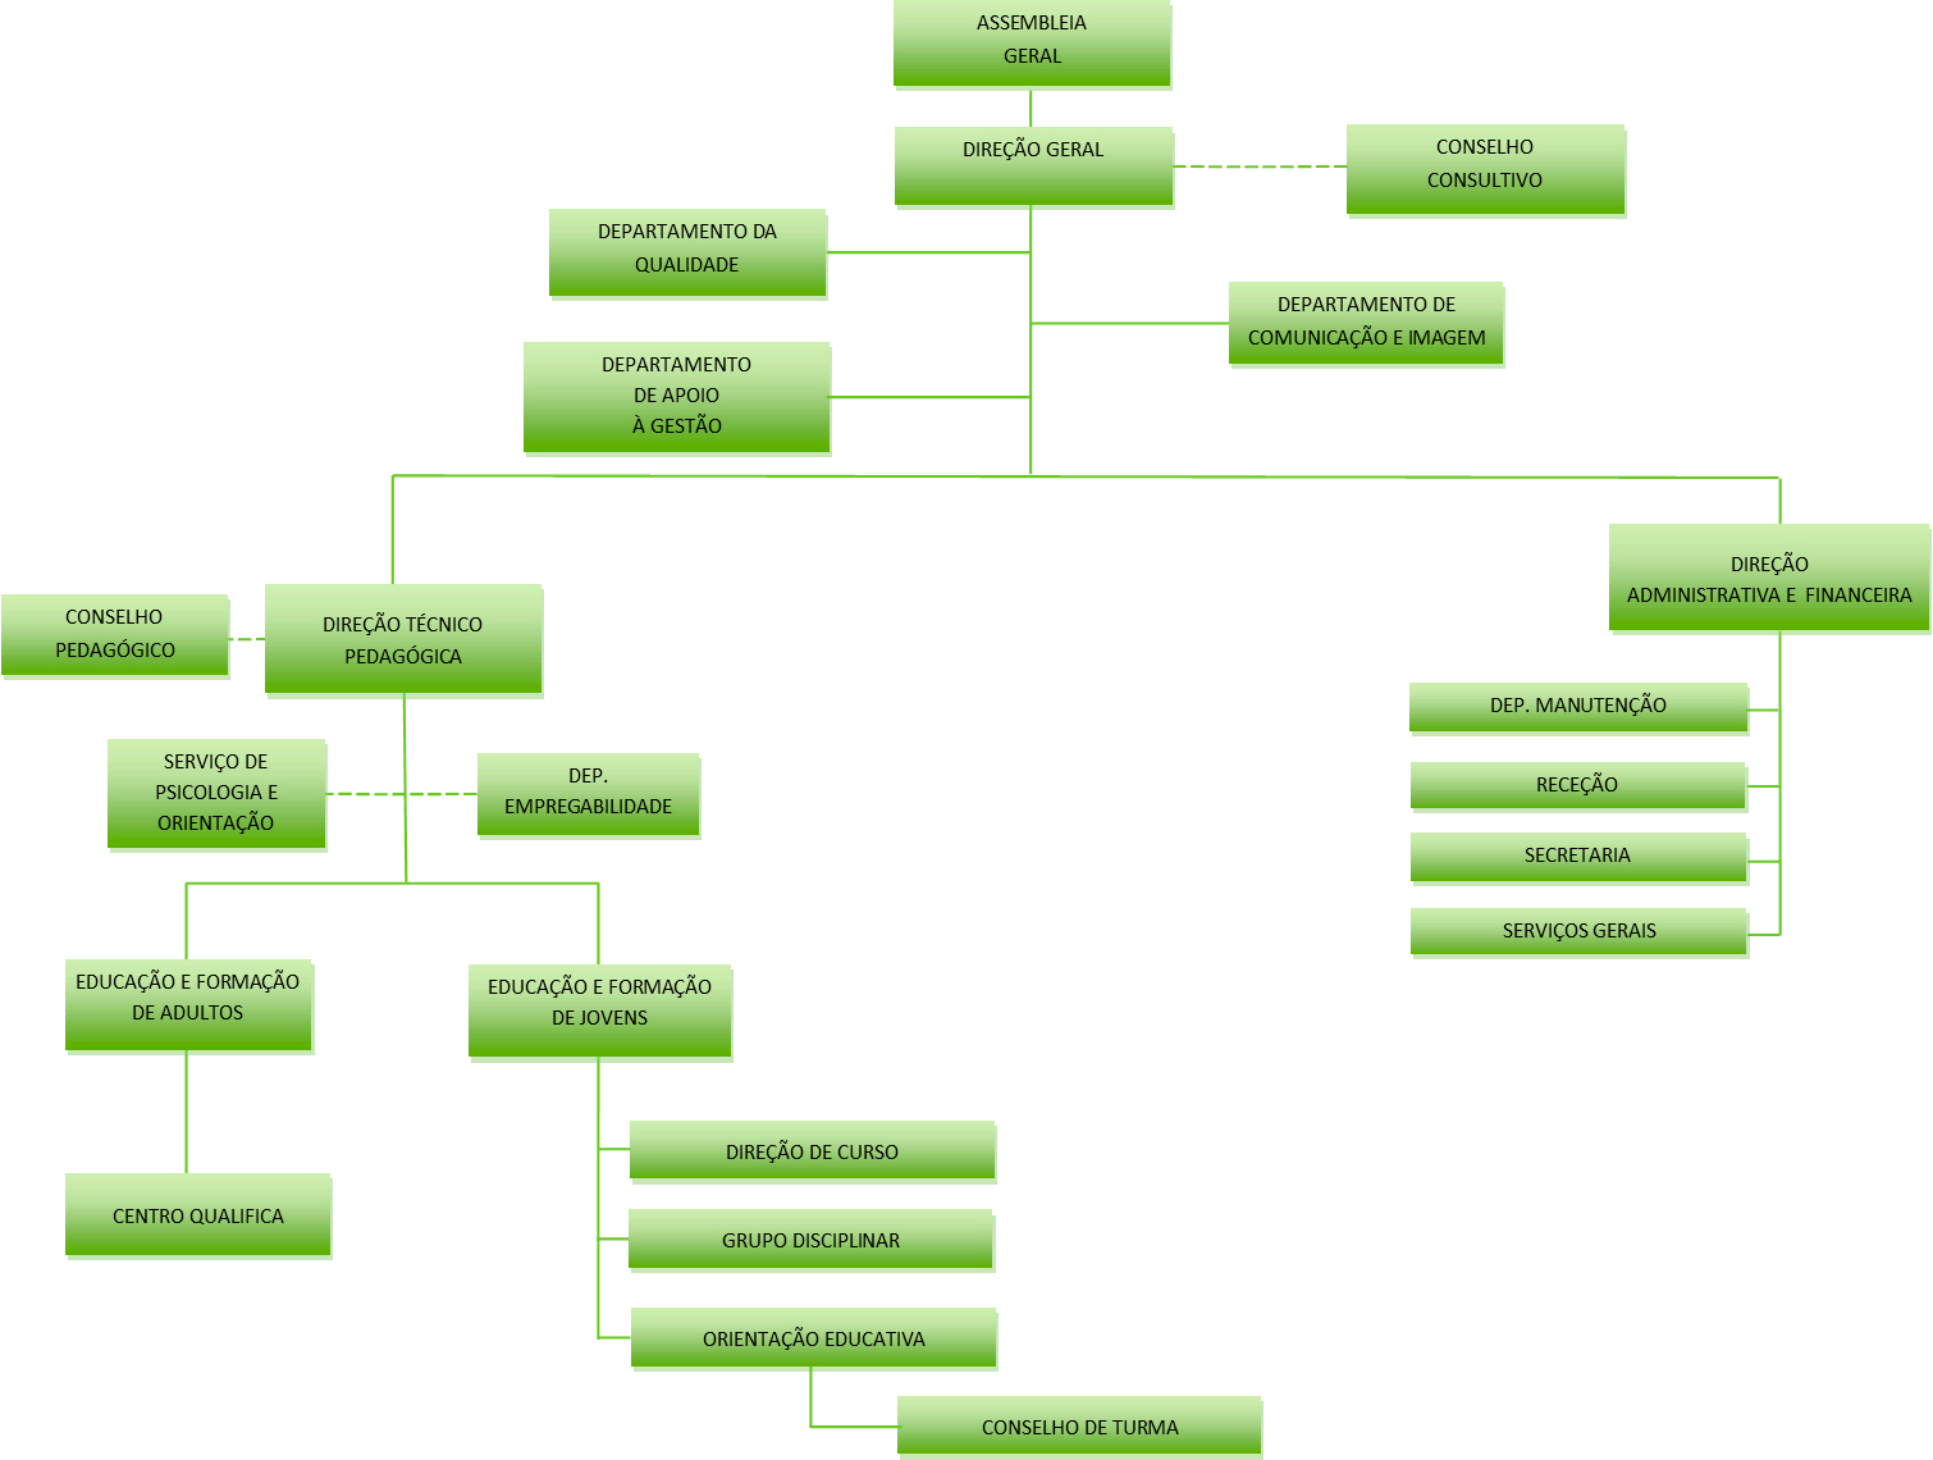 ASSEMBLEIA
GERAL
DIREÇÃO GERAL
CONSELHO
CONSULTIVO
DEPARTAMENTO DA
QUALIDADE
DEPARTAMENTO DE
COMUNICAÇÃO E IMAGEM
DEPARTAMENTO
DE APOIO
À GESTÃO
DIREÇÃO
ADMINISTRATIVA E FINANCEIRA
CONSELHO
PEDAGÓGICO
DIREÇÃO TÉCNICO
PEDAGÓGICA
DEP. MANUTENÇÃO
RECEÇÃO
SECRETARIA
SERVIÇOS GERAIS
SERVIÇO DE
PSICOLOGIA E
ORIENTAÇÃO
DEP.
EMPREGABILIDADE
EDUCAÇÃO E FORMAÇÃO
DE ADULTOS
EDUCAÇÃO E FORMAÇÃO
DE JOVENS
CENTRO QUALIFICA
DIREÇÃO DE CURSO
GRUPO DISCIPLINAR
ORIENTAÇÃO EDUCATIVA
CONSELHO DE TURMA